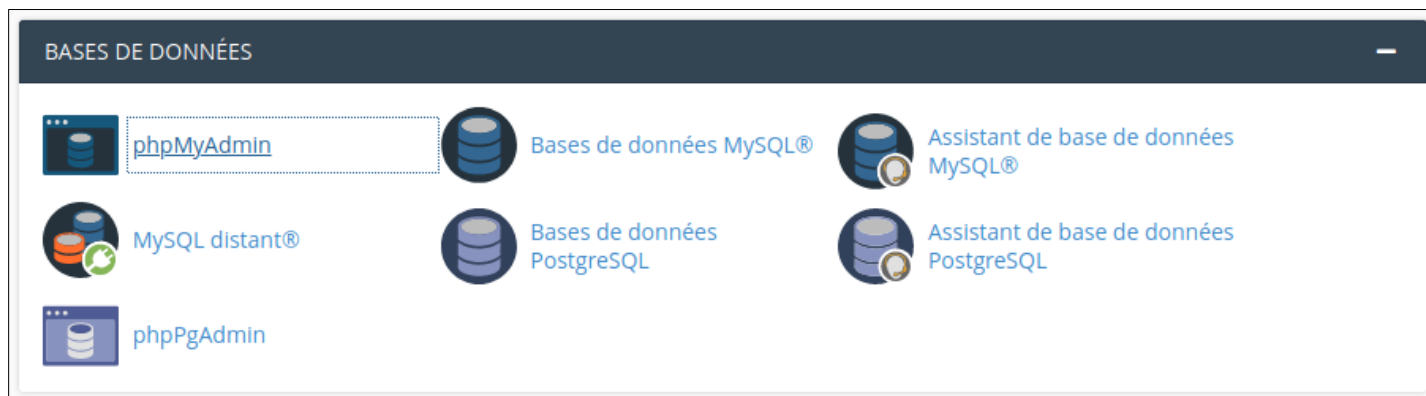 BASES DE DONNÉES
phpMyAdmin
Bases de données MySQL®
Assistant de base de données
MySQL®
MySQL distant®
Bases de données
PostgreSQL
Assistant de base de données
PostgreSQL
phpPgAdmin